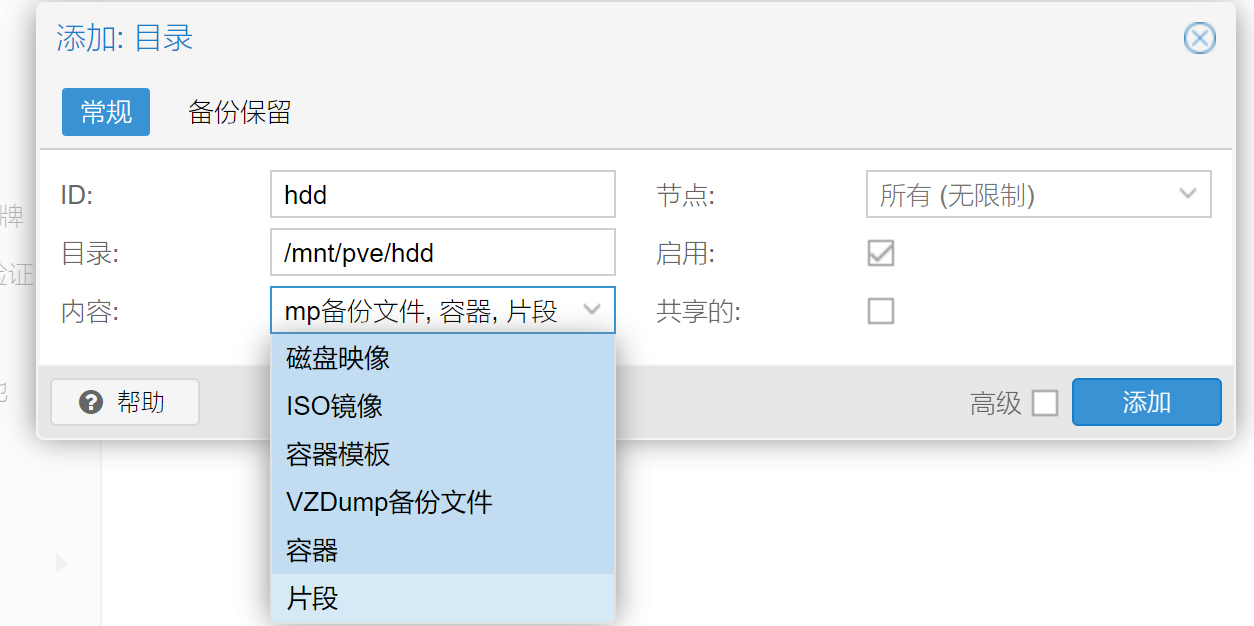 添加: 目录
常规 备份保留
ID: hdd 节点: 所有 (无限制)
牌
目录: /mnt/pve/hdd 启用:
验证
内容: mp备份文件, 容器, 片段 共享的:
磁盘映像
帮助 高级 添加
ISO镜像
容器模板
VZDump备份文件
容器
片段